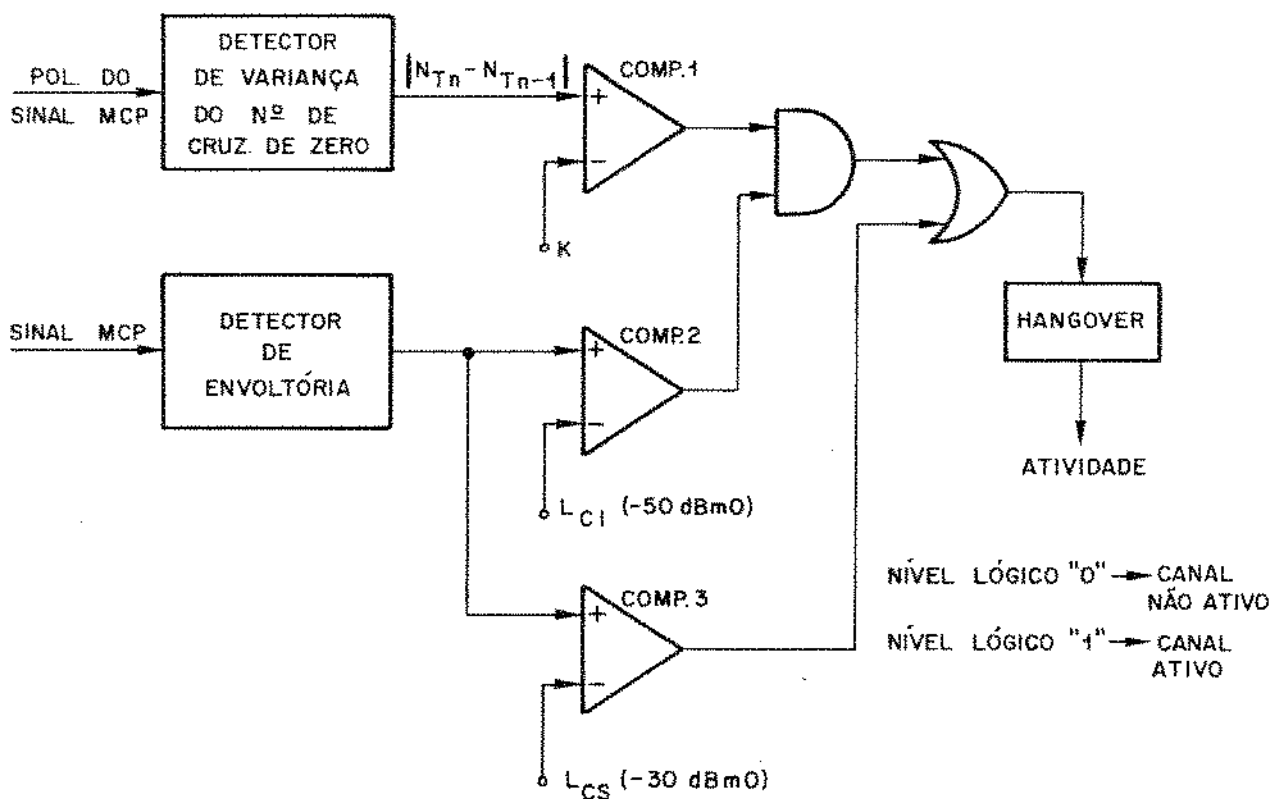 DETECTOR
DE VARIANÇA
DO Nº DE
CRUZ. DE ZERO
POL. DO
SINAL MCP
|N_Tn - N_Tn-1|
COMP.1
+
-
K
SINAL MCP
DETECTOR
DE
ENVOLTÓRIA
COMP.2
+
-
L_CI (-50 dBm0)
HANGOVER
ATIVIDADE
COMP.3
+
-
L_CS (-30 dBm0)
NÍVEL LÓGICO "0" → CANAL
NÃO ATIVO
NÍVEL LÓGICO "1" → CANAL
ATIVO